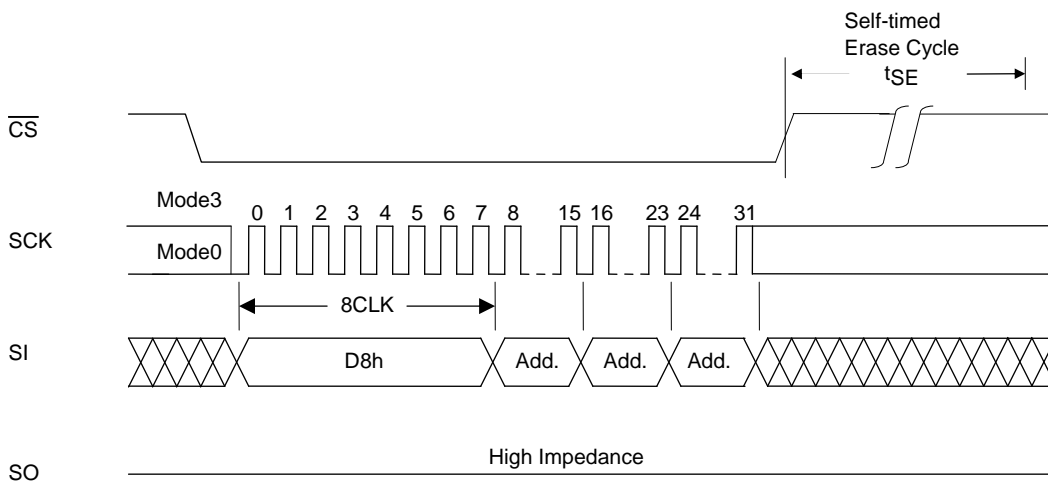 Self-timed
Erase Cycle
tSE
CS
Mode3
0 1 2 3 4 5 6 7 8 15 16 23 24 31
SCK
Mode0
8CLK
SI
D8h Add. Add. Add.
High Impedance
SO